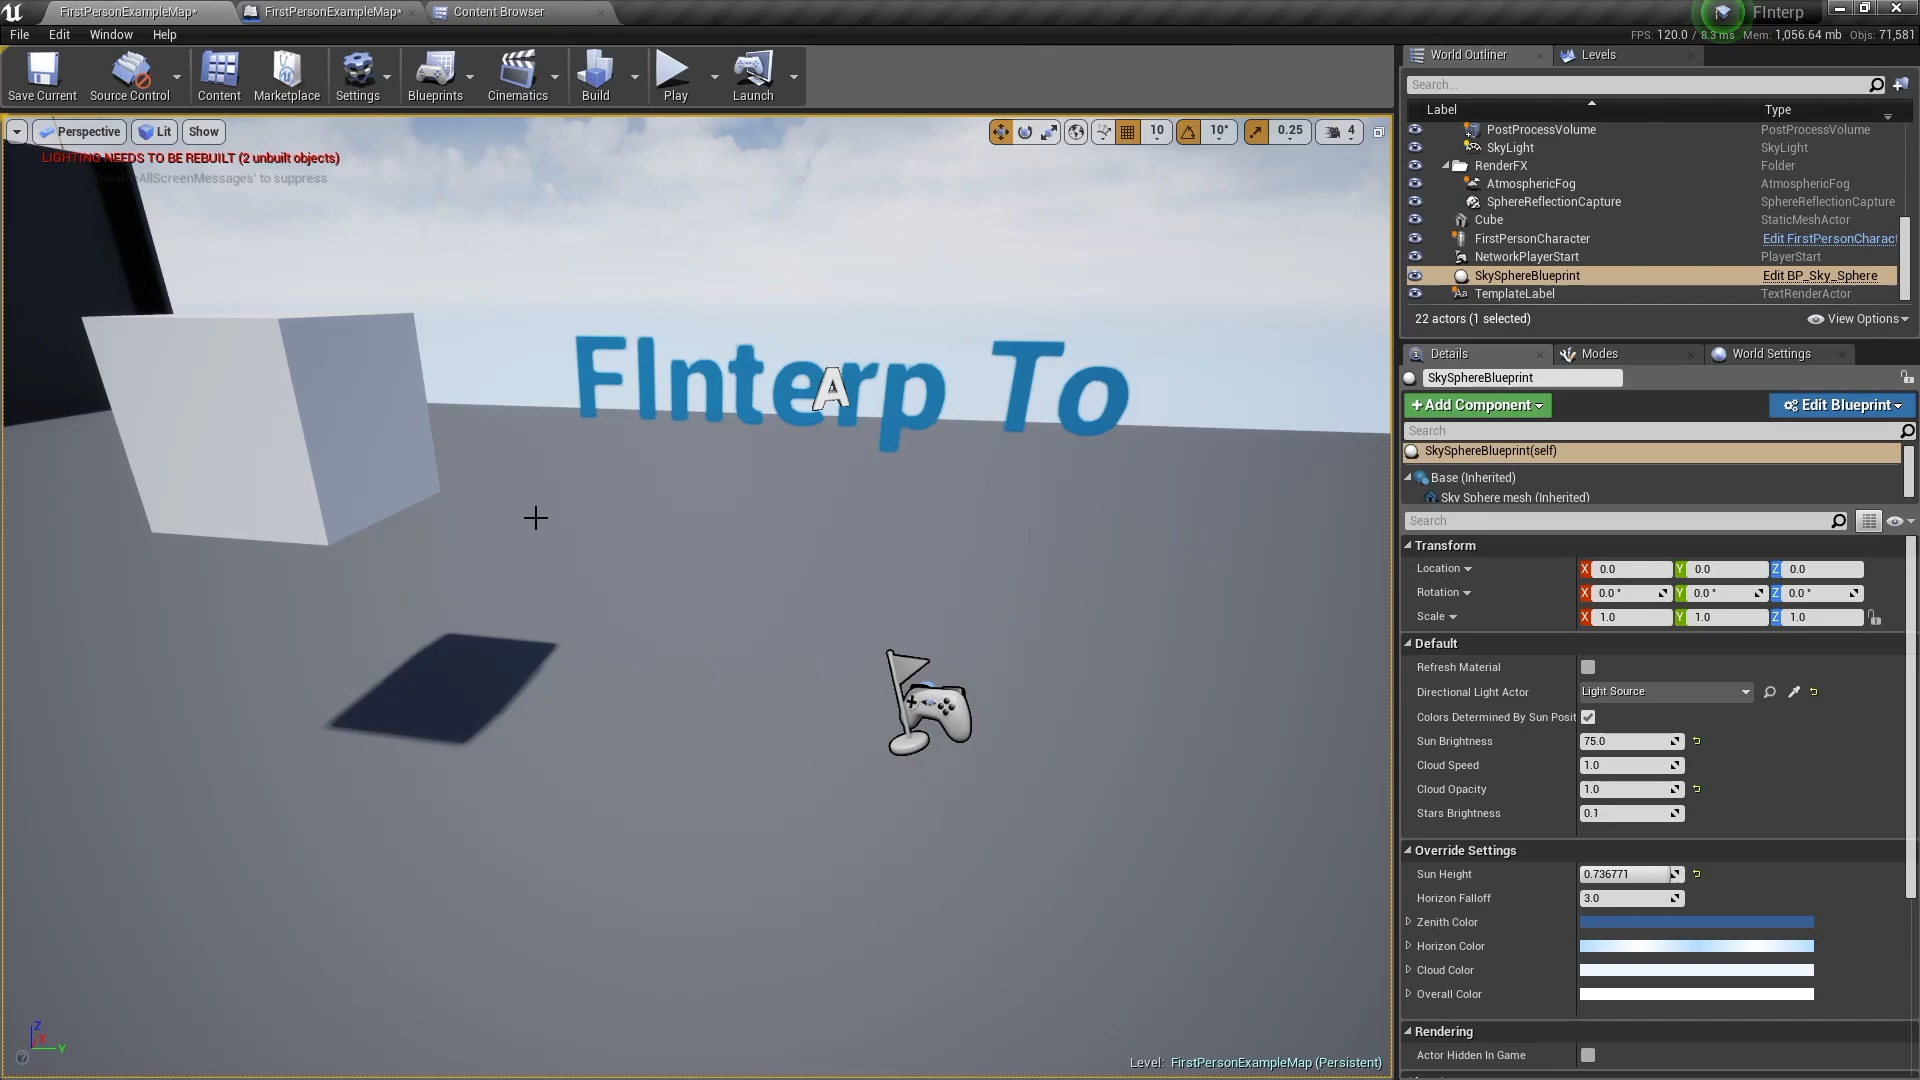 FirstPersonExampleMap*
FirstPersonExampleMap*
Content Browser
FInterp
File Edit Window Help
FPS: 120.0 / 8.3 ms Mem: 1,056.64 mb Objs: 71,581
Save Current
Source Control
Content
Marketplace
Settings
Blueprints
Cinematics
Build
Play
Launch
World Outliner
Levels
Search...
Label
Type
Perspective
Lit
Show
10
10°
0.25
4
LIGHTING NEEDS TO BE REBUILT (2 unbuilt objects)
'DisableAllScreenMessages' to suppress
PostProcessVolume PostProcessVolume
SkyLight SkyLight
RenderFX Folder
AtmosphericFog AtmosphericFog
SphereReflectionCapture SphereReflectionCapture
Cube StaticMeshActor
FirstPersonCharacter Edit FirstPersonCharact
NetworkPlayerStart PlayerStart
SkySphereBlueprint Edit BP_Sky_Sphere
TemplateLabel TextRenderActor
22 actors (1 selected)
View Options
FInterp To
A
Details
Modes
World Settings
SkySphereBlueprint
+ Add Component
Edit Blueprint
Search
SkySphereBlueprint(self)
Base (Inherited)
Sky Sphere mesh (Inherited)
Search
Transform
Location X 0.0 Y 0.0 Z 0.0
Rotation X 0.0 ° Y 0.0 ° Z 0.0 °
Scale X 1.0 Y 1.0 Z 1.0
Default
Refresh Material
Directional Light Actor Light Source
Colors Determined By Sun Posit
Sun Brightness 75.0
Cloud Speed 1.0
Cloud Opacity 1.0
Stars Brightness 0.1
Override Settings
Sun Height 0.736771
Horizon Falloff 3.0
Zenith Color
Horizon Color
Cloud Color
Overall Color
Rendering
Actor Hidden In Game
Z
X
Y
Level: FirstPersonExampleMap (Persistent)